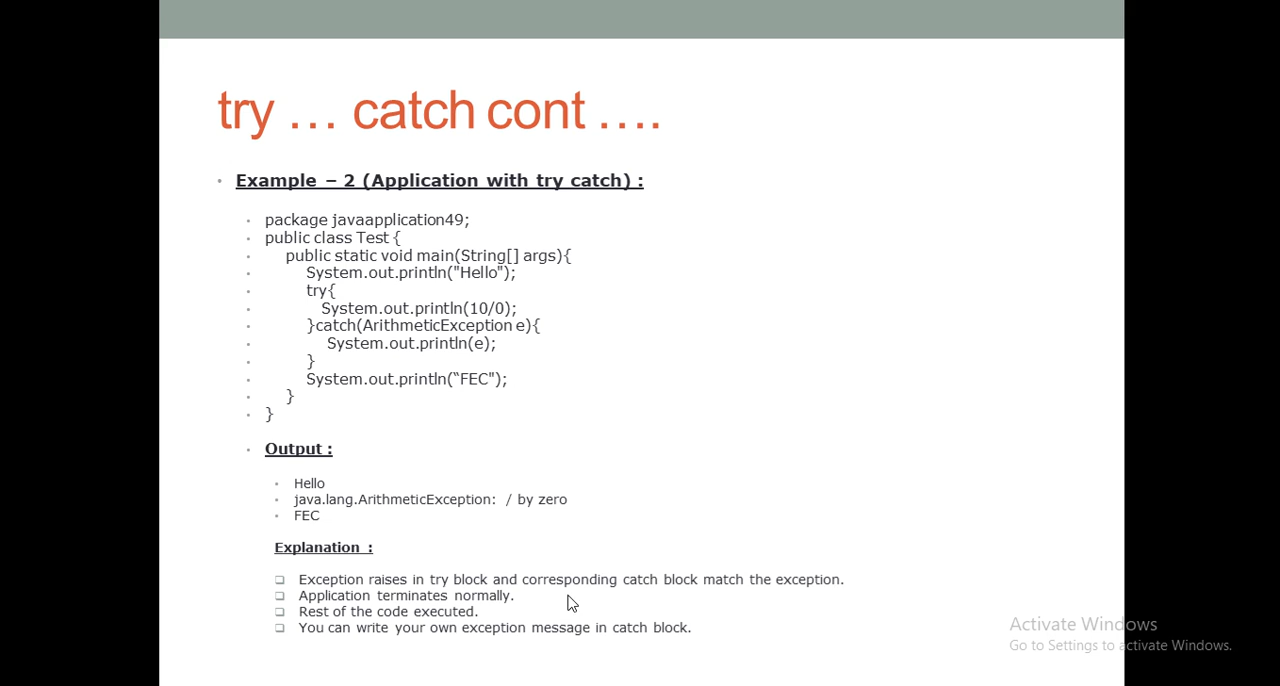 try … catch cont ….
Example – 2 (Application with try catch) :
package javaapplication49;
public class Test {
public static void main(String[] args){
System.out.println("Hello");
try{
System.out.println(10/0);
}catch(ArithmeticException e){
System.out.println(e);
}
System.out.println(“FEC");
}
}
Output :
Hello
java.lang.ArithmeticException: / by zero
FEC
Explanation :
Exception raises in try block and corresponding catch block match the exception.
Application terminates normally.
Rest of the code executed.
You can write your own exception message in catch block.
Activate Windows
Go to Settings to activate Windows.